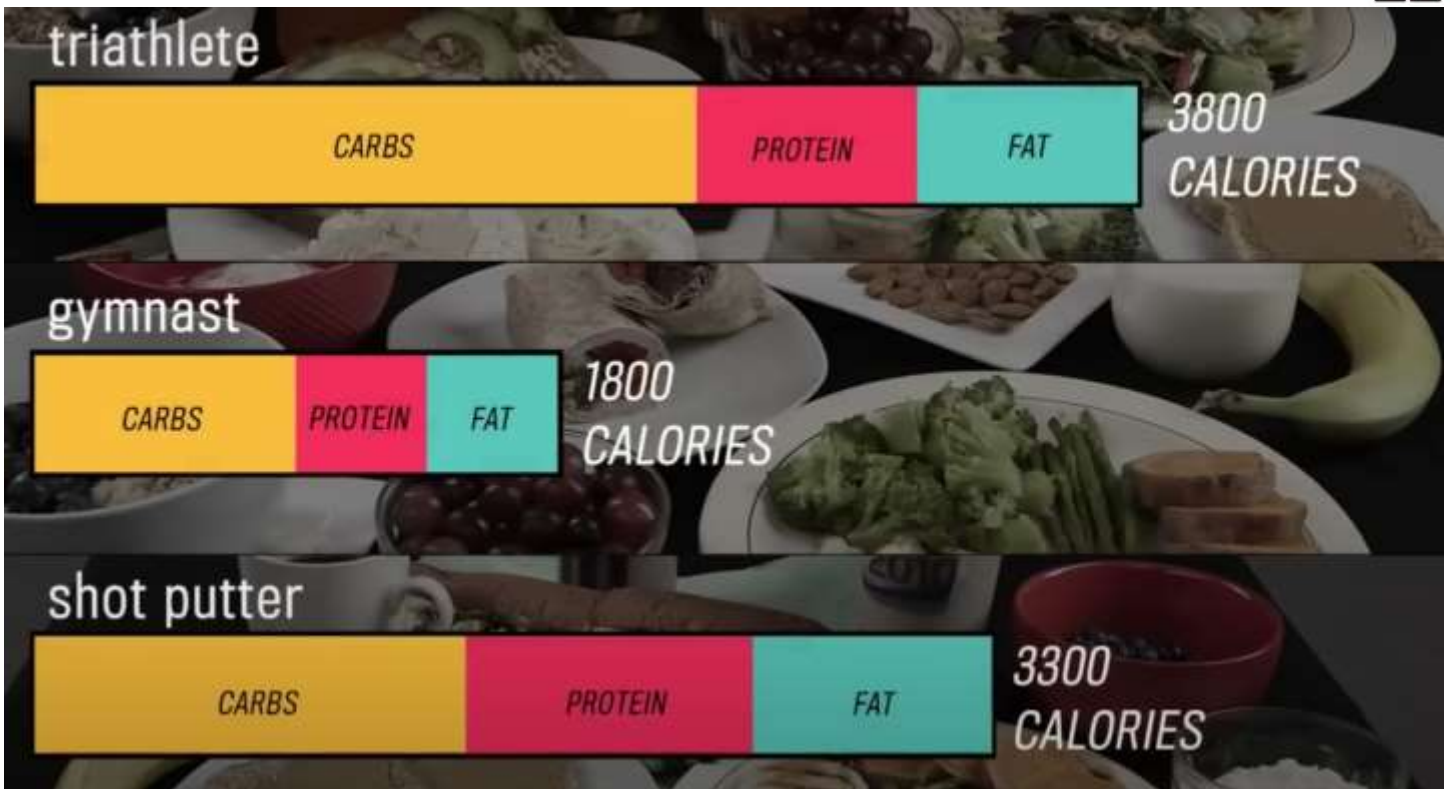 triathlete
CARBS PROTEIN FAT
3800
CALORIES
gymnast
CARBS PROTEIN FAT
1800
CALORIES
shot putter
CARBS PROTEIN FAT
3300
CALORIES